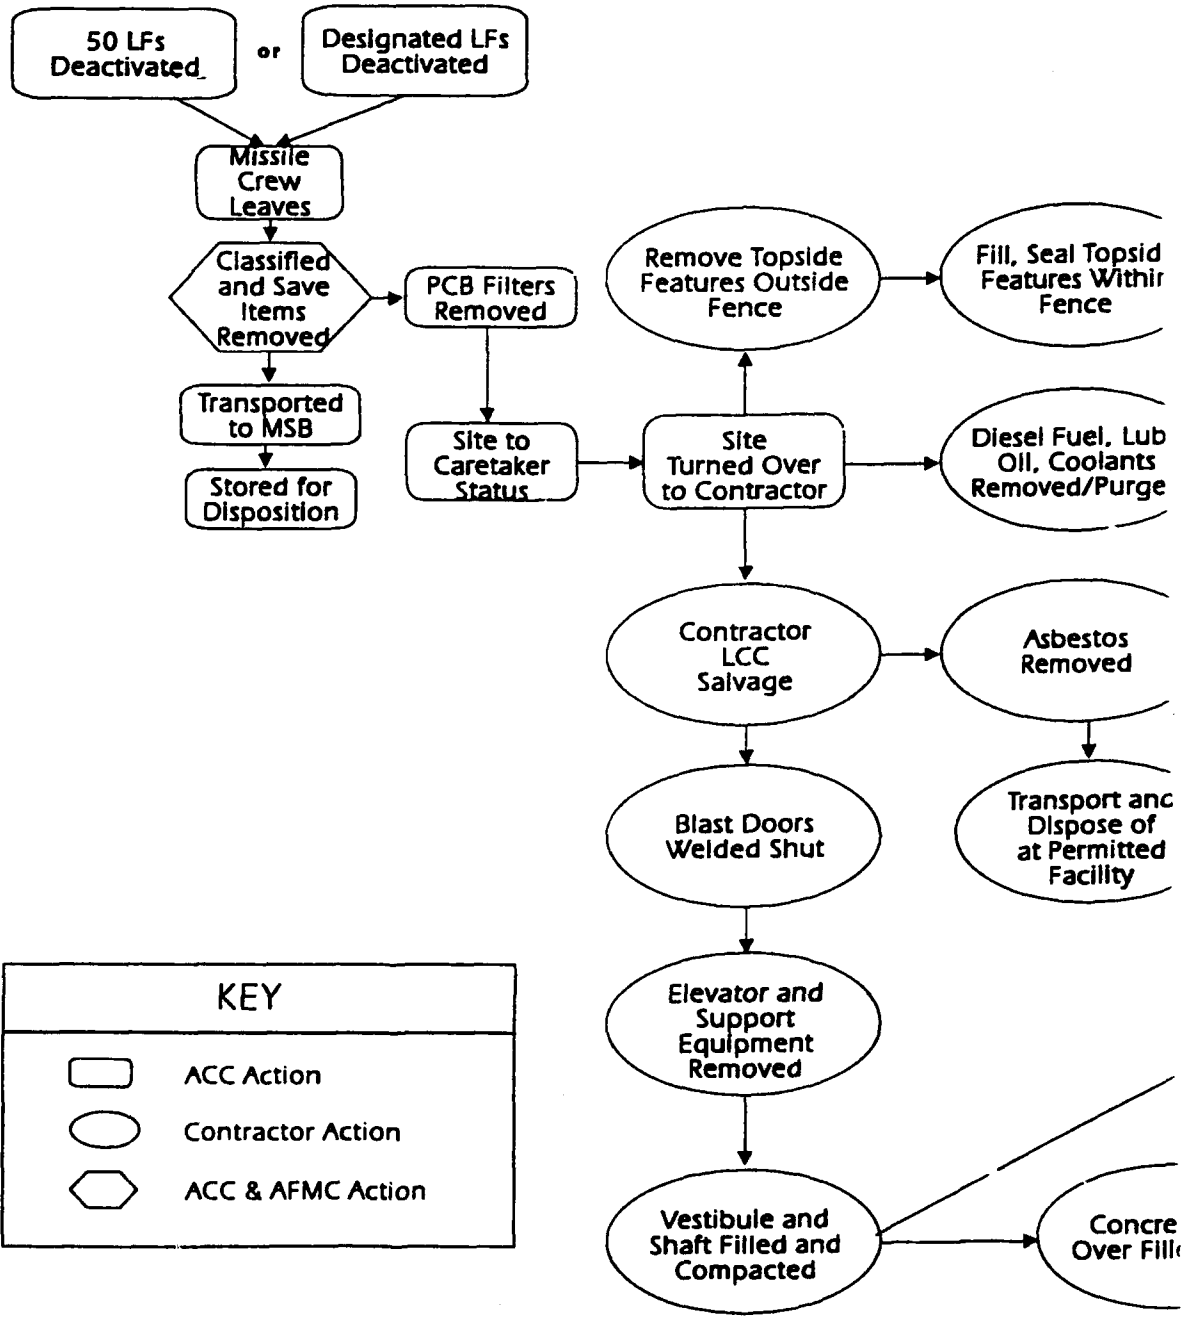 50 LFs
Deactivated
or
Designated LFs
Deactivated
Missile
Crew
Leaves
Classified
and Save
Items
Removed
PCB Filters
Removed
Transported
to MSB
Stored for
Disposition
Site to
Caretaker
Status
Site
Turned Over
to Contractor
Remove Topside
Features Outside
Fence
Fill, Seal Topsid
Features Within
Fence
Diesel Fuel, Lub
Oil, Coolants
Removed/Purge
Contractor
LCC
Salvage
Asbestos
Removed
Blast Doors
Welded Shut
Transport and
Dispose of
at Permitted
Facility
Elevator and
Support
Equipment
Removed
Vestibule and
Shaft Filled and
Compacted
Concre
Over Fille
KEY
ACC Action
Contractor Action
ACC & AFMC Action